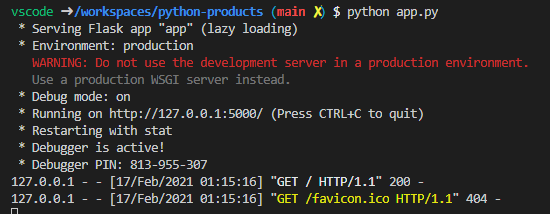 vscode ➜/workspaces/python-products (main ✗) $ python app.py
* Serving Flask app "app" (lazy loading)
* Environment: production
WARNING: Do not use the development server in a production environment.
Use a production WSGI server instead.
* Debug mode: on
* Running on http://127.0.0.1:5000/ (Press CTRL+C to quit)
* Restarting with stat
* Debugger is active!
* Debugger PIN: 813-955-307
127.0.0.1 - - [17/Feb/2021 01:15:16] "GET / HTTP/1.1" 200 -
127.0.0.1 - - [17/Feb/2021 01:15:16] "GET /favicon.ico HTTP/1.1" 404 -